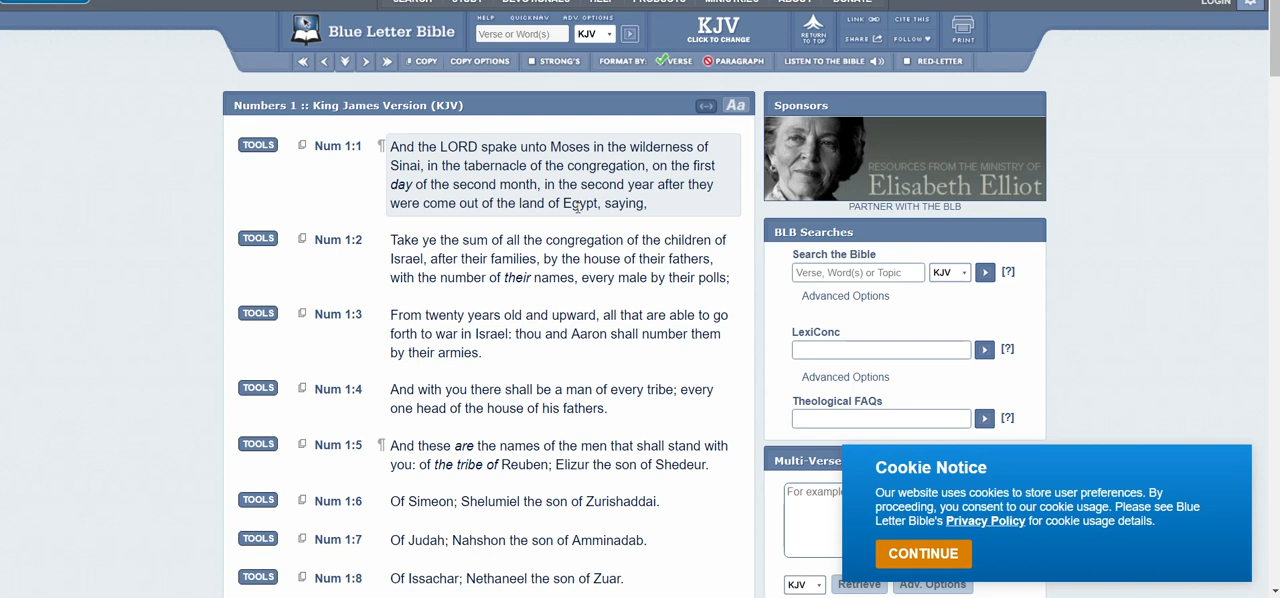 SEARCH STUDY DEVOTIONALS HELP PRODUCTS MINISTRIES ABOUT DONATE
LOGIN
Blue Letter Bible
HELP QUICKNAV ADV. OPTIONS
Verse or Word(s) KJV
KJV
CLICK TO CHANGE
RETURN
TO TOP
LINK CITE THIS
SHARE FOLLOW
PRINT
COPY COPY OPTIONS STRONG'S FORMAT BY: VERSE PARAGRAPH LISTEN TO THE BIBLE RED-LETTER
Numbers 1 :: King James Version (KJV)
Aa
TOOLS Num 1:1 ¶ And the LORD spake unto Moses in the wilderness of
Sinai, in the tabernacle of the congregation, on the first
day of the second month, in the second year after they
were come out of the land of Egypt, saying,
TOOLS Num 1:2 Take ye the sum of all the congregation of the children of
Israel, after their families, by the house of their fathers,
with the number of their names, every male by their polls;
TOOLS Num 1:3 From twenty years old and upward, all that are able to go
forth to war in Israel: thou and Aaron shall number them
by their armies.
TOOLS Num 1:4 And with you there shall be a man of every tribe; every
one head of the house of his fathers.
TOOLS Num 1:5 ¶ And these are the names of the men that shall stand with
you: of the tribe of Reuben; Elizur the son of Shedeur.
TOOLS Num 1:6 Of Simeon; Shelumiel the son of Zurishaddai.
TOOLS Num 1:7 Of Judah; Nahshon the son of Amminadab.
TOOLS Num 1:8 Of Issachar; Nethaneel the son of Zuar.
Sponsors
RESOURCES FROM THE MINISTRY OF
Elisabeth Elliot
PARTNER WITH THE BLB
BLB Searches
Search the Bible
Verse, Word(s) or Topic KJV [?]
Advanced Options
LexiConc
[?]
Advanced Options
Theological FAQs
[?]
Multi-Verse
For example
KJV Retrieve Adv. Options
Cookie Notice
Our website uses cookies to store user preferences. By
proceeding, you consent to our cookie usage. Please see Blue
Letter Bible's Privacy Policy for cookie usage details.
CONTINUE